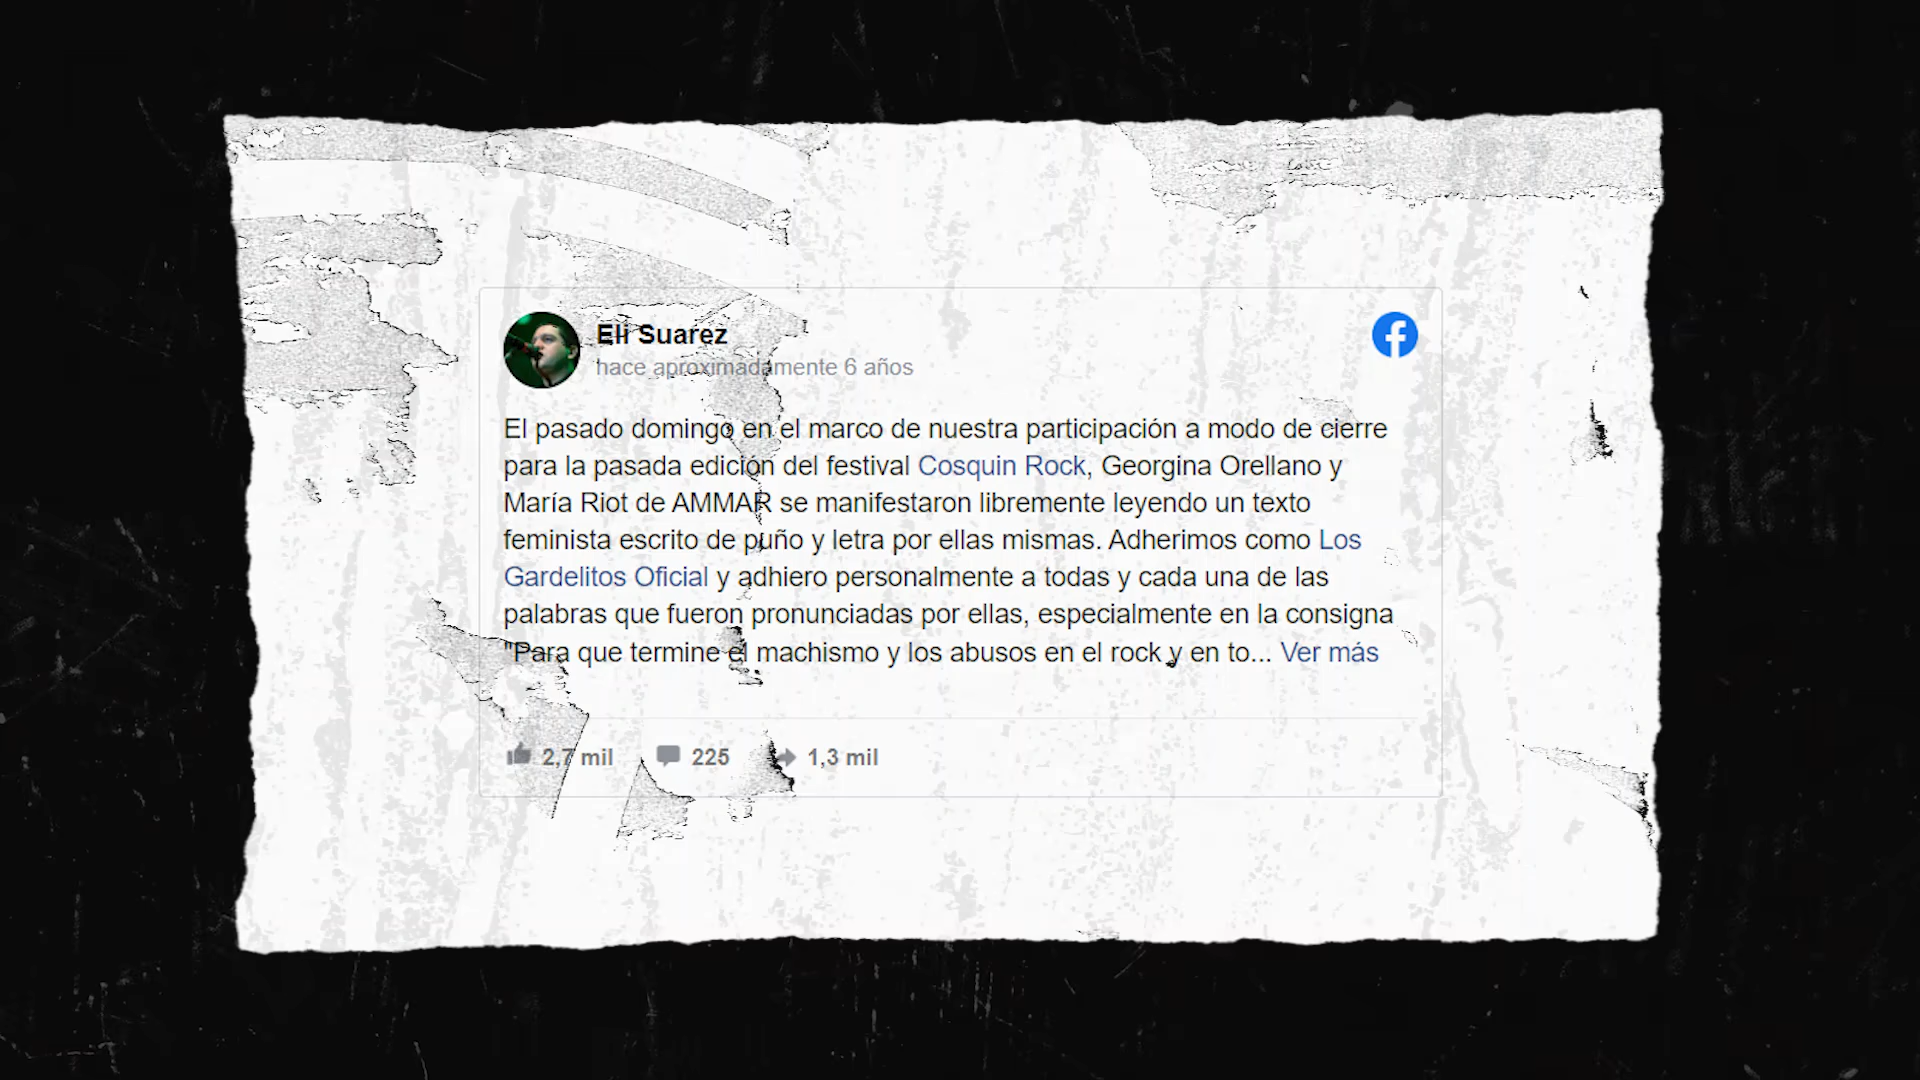 Eli Suarez
hace aproximadamente 6 años
El pasado domingo en el marco de nuestra participación a modo de cierre
para la pasada edición del festival Cosquin Rock, Georgina Orellano y
María Riot de AMMAR se manifestaron libremente leyendo un texto
feminista escrito de puño y letra por ellas mismas. Adherimos como Los
Gardelitos Oficial y adhiero personalmente a todas y cada una de las
palabras que fueron pronunciadas por ellas, especialmente en la consigna
"Para que termine el machismo y los abusos en el rock y en to... Ver más
2,7 mil 225 1,3 mil